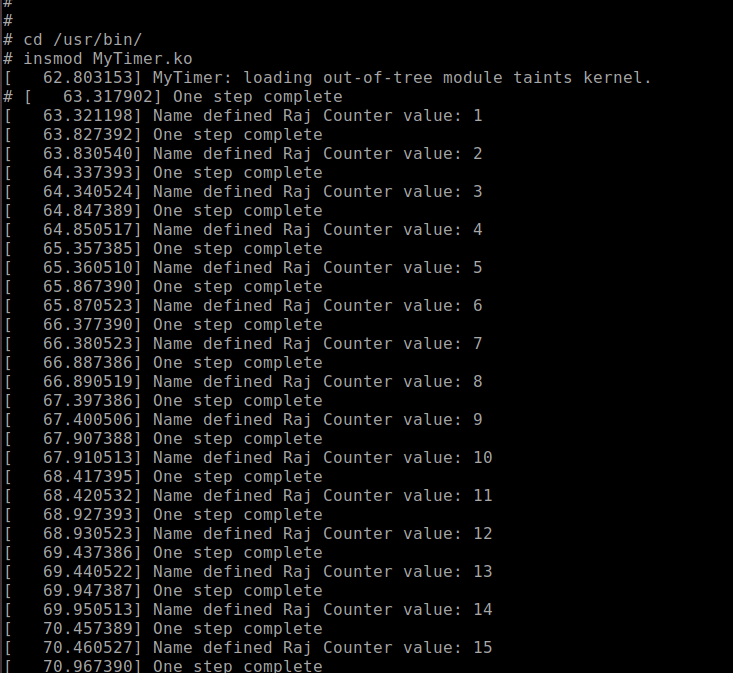 #
#
# cd /usr/bin/
# insmod MyTimer.ko
[   62.803153] MyTimer: loading out-of-tree module taints kernel.
# [   63.317902] One step complete
[   63.321198] Name defined Raj Counter value: 1
[   63.827392] One step complete
[   63.830540] Name defined Raj Counter value: 2
[   64.337393] One step complete
[   64.340524] Name defined Raj Counter value: 3
[   64.847389] One step complete
[   64.850517] Name defined Raj Counter value: 4
[   65.357385] One step complete
[   65.360510] Name defined Raj Counter value: 5
[   65.867390] One step complete
[   65.870523] Name defined Raj Counter value: 6
[   66.377390] One step complete
[   66.380523] Name defined Raj Counter value: 7
[   66.887386] One step complete
[   66.890519] Name defined Raj Counter value: 8
[   67.397386] One step complete
[   67.400506] Name defined Raj Counter value: 9
[   67.907388] One step complete
[   67.910513] Name defined Raj Counter value: 10
[   68.417395] One step complete
[   68.420532] Name defined Raj Counter value: 11
[   68.927393] One step complete
[   68.930523] Name defined Raj Counter value: 12
[   69.437386] One step complete
[   69.440522] Name defined Raj Counter value: 13
[   69.947387] One step complete
[   69.950513] Name defined Raj Counter value: 14
[   70.457389] One step complete
[   70.460527] Name defined Raj Counter value: 15
[   70.967390] One step complete